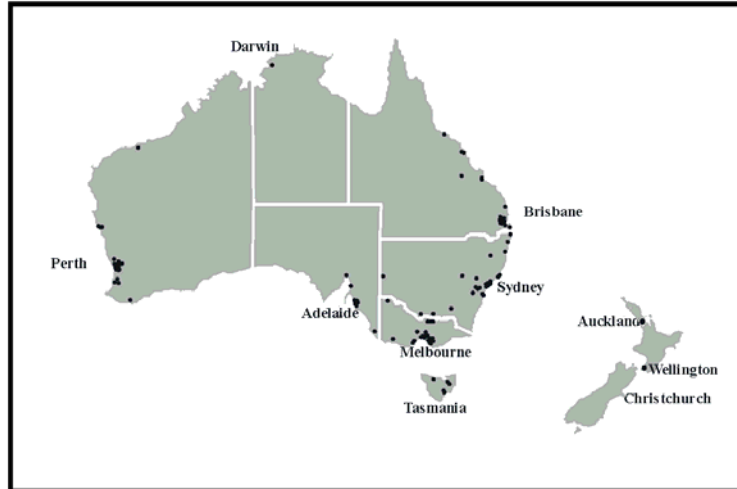 Darwin
Brisbane
Perth
Sydney
Adelaide
Auckland
Melbourne
Wellington
Christchurch
Tasmania